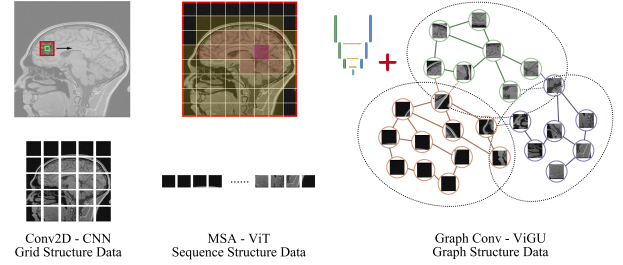 Conv2D - CNN
Grid Structure Data
MSA - ViT
Sequence Structure Data
Graph Conv - ViGU
Graph Structure Data